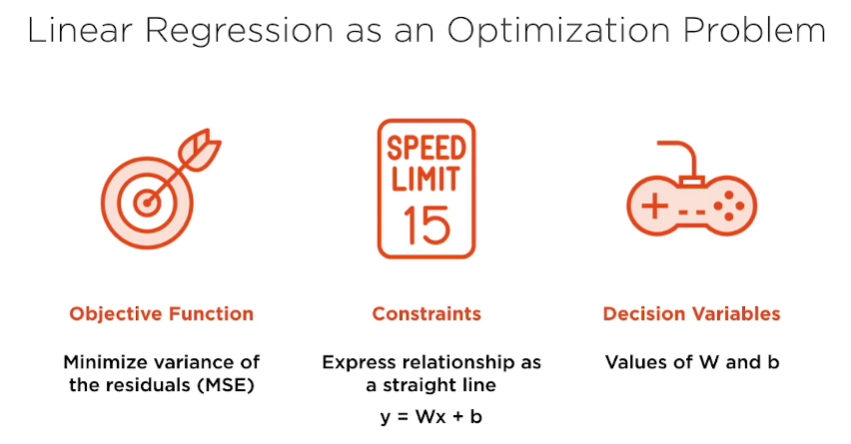 Linear Regression as an Optimization Problem
SPEED
LIMIT
15
Objective Function
Minimize variance of
the residuals (MSE)
Constraints
Express relationship as
a straight line
y = Wx + b
Decision Variables
Values of W and b